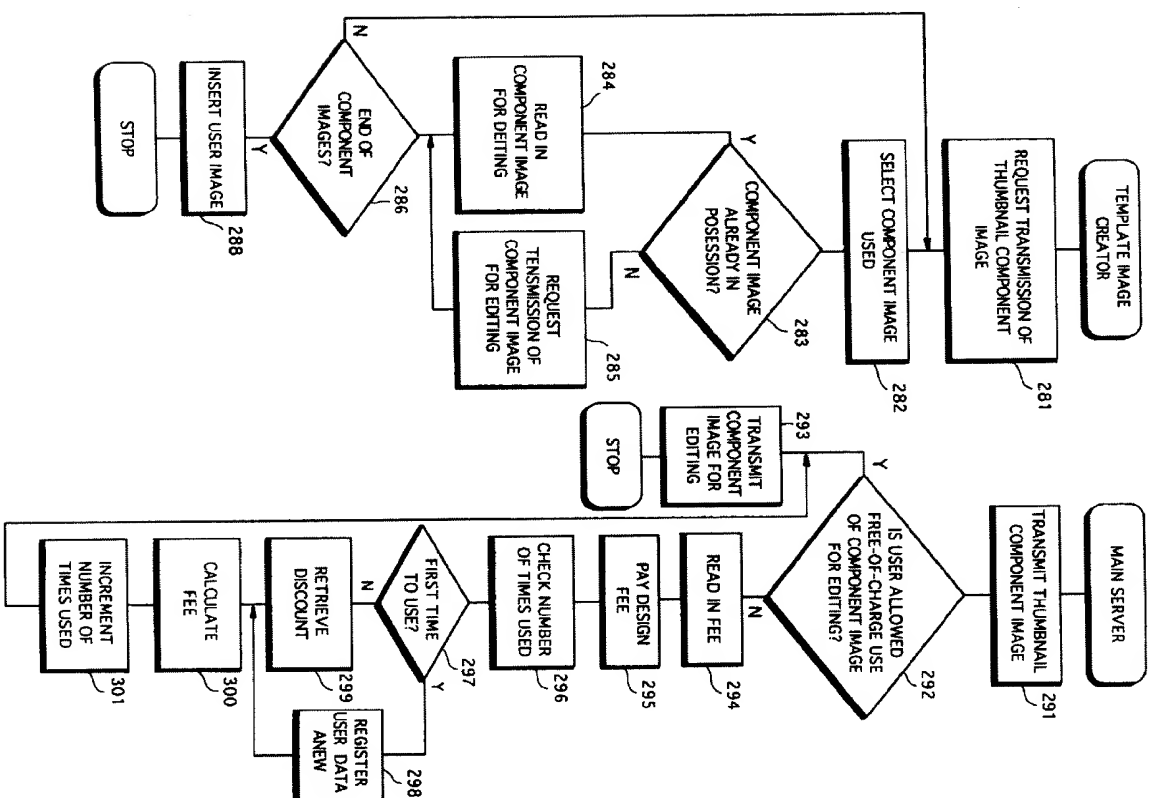 TEMPLATE IMAGE
CREATOR
REQUEST TRANSMISSION OF
THUMBNAIL COMPONENT
IMAGE
281
SELECT COMPONENT IMAGE
USED
282
COMPONENT IMAGE
ALREADY IN
POSESSION?
283
Y
N
284
READ IN
COMPONENT IMAGE
FOR DEITING
REQUEST
TENSMISSION OF
COMPONENT IMAGE
FOR EDITING
285
END OF
COMPONENT
IMAGES?
286
N
Y
INSERT USER IMAGE
288
STOP
MAIN SERVER
TRANSMIT THUMBNAIL
COMPONENT IMAGE
291
IS USER ALLOWED
FREE-OF-CHARGE USE
OF COMPONENT IMAGE
FOR EDITING?
292
Y
N
293
TRANSMIT
COMPONENT
IMAGE FOR
EDITING
STOP
READ IN FEE
294
PAY DESIGN
FEE
295
CHECK NUMBER
OF TIMES USED
296
FIRST TIME
TO USE?
297
N
Y
REGISTER
USER DATA
ANEW
298
RETRIEVE
DISCOUNT
299
CALCULATE
FEE
300
INCREMENT
NUMBER OF
TIMES USED
301